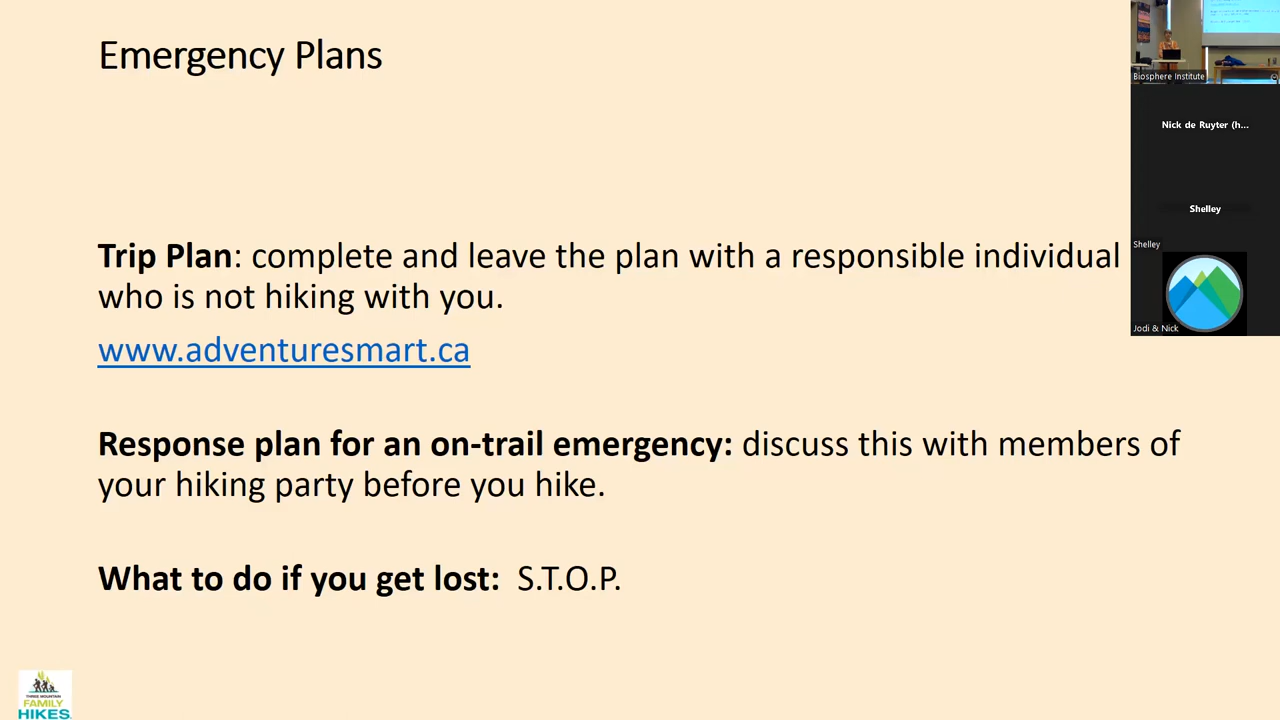 Emergency Plans
Biosphere Institute
Nick de Ruyter (h...
Shelley
Shelley
Jodi & Nick
Trip Plan: complete and leave the plan with a responsible individual
who is not hiking with you.
www.adventuresmart.ca
Response plan for an on-trail emergency: discuss this with members of
your hiking party before you hike.
What to do if you get lost: S.T.O.P.
THREE MOUNTAIN
FAMILY
HIKES